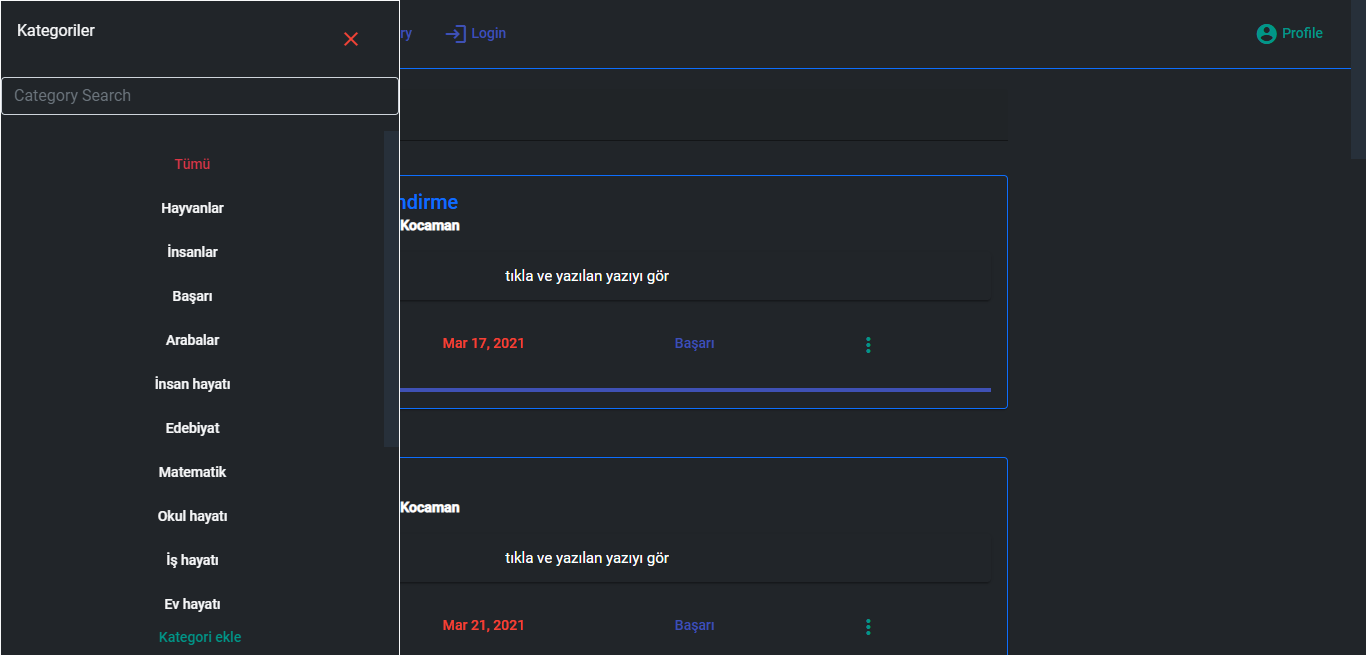 Kategoriler
Category Search
Tümü
Hayvanlar
İnsanlar
Başarı
Arabalar
İnsan hayatı
Edebiyat
Matematik
Okul hayatı
İş hayatı
Ev hayatı
Kategori ekle
ry Login Profile
ndirme
Kocaman
tıkla ve yazılan yazıyı gör
Mar 17, 2021 Başarı
Kocaman
tıkla ve yazılan yazıyı gör
Mar 21, 2021 Başarı